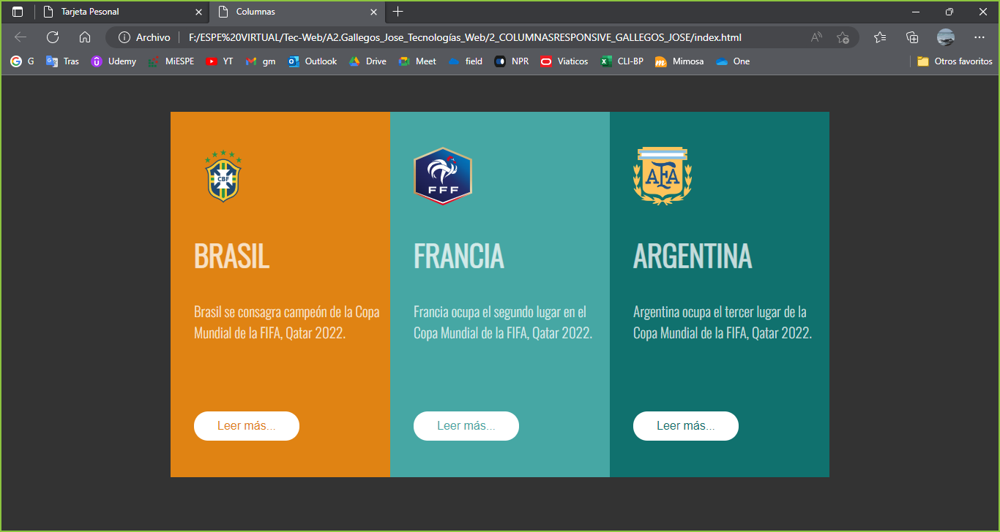 Tarjeta Pesonal
Columnas
Archivo
F:/ESPE%20VIRTUAL/Tec-Web/A2.Gallegos_Jose_Tecnologías_Web/2_COLUMNASRESPONSIVE_GALLEGOS_JOSE/index.html
G Tras Udemy MiESPE YT gm Outlook Drive Meet field NPR Viaticos CLI-BP Mimosa One Otros favoritos
CBF
FFF
AFA
BRASIL
Brasil se consagra campeón de la Copa
Mundial de la FIFA, Qatar 2022.
Leer más...
FRANCIA
Francia ocupa el segundo lugar en el
Copa Mundial de la FIFA, Qatar 2022.
Leer más...
ARGENTINA
Argentina ocupa el tercer lugar de la
Copa Mundial de la FIFA, Qatar 2022.
Leer más...